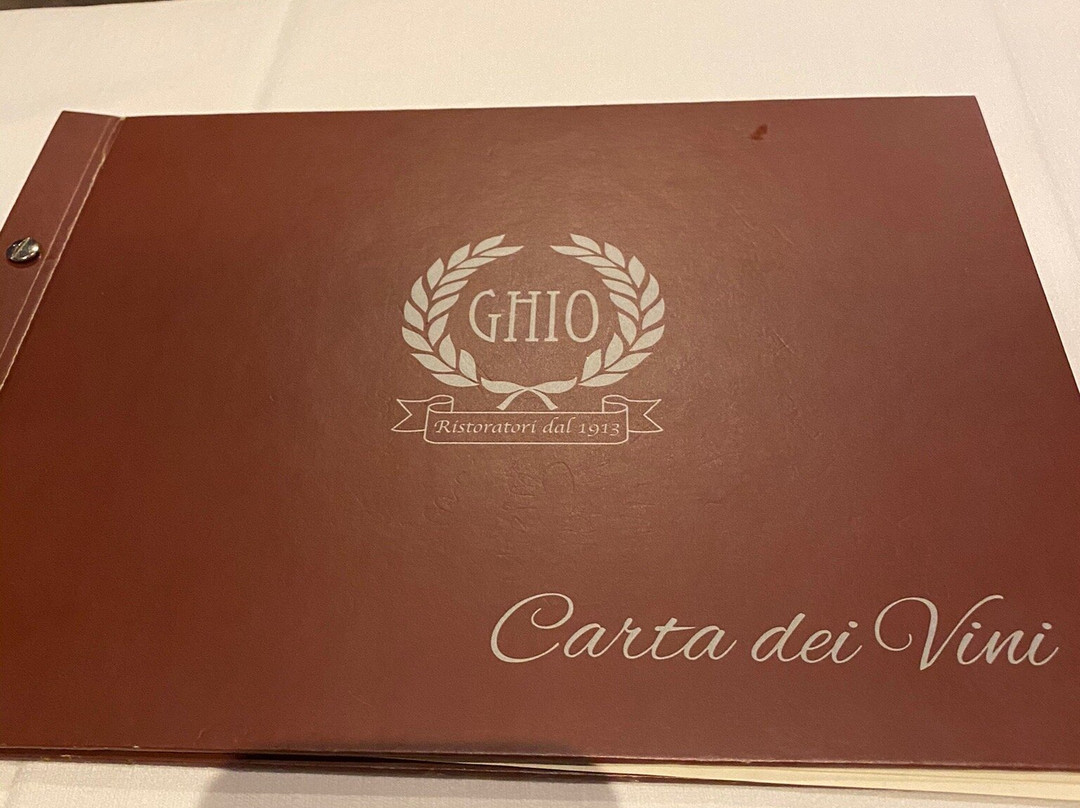 GHIO
Ristoratori dal 1913
Carta dei Vini